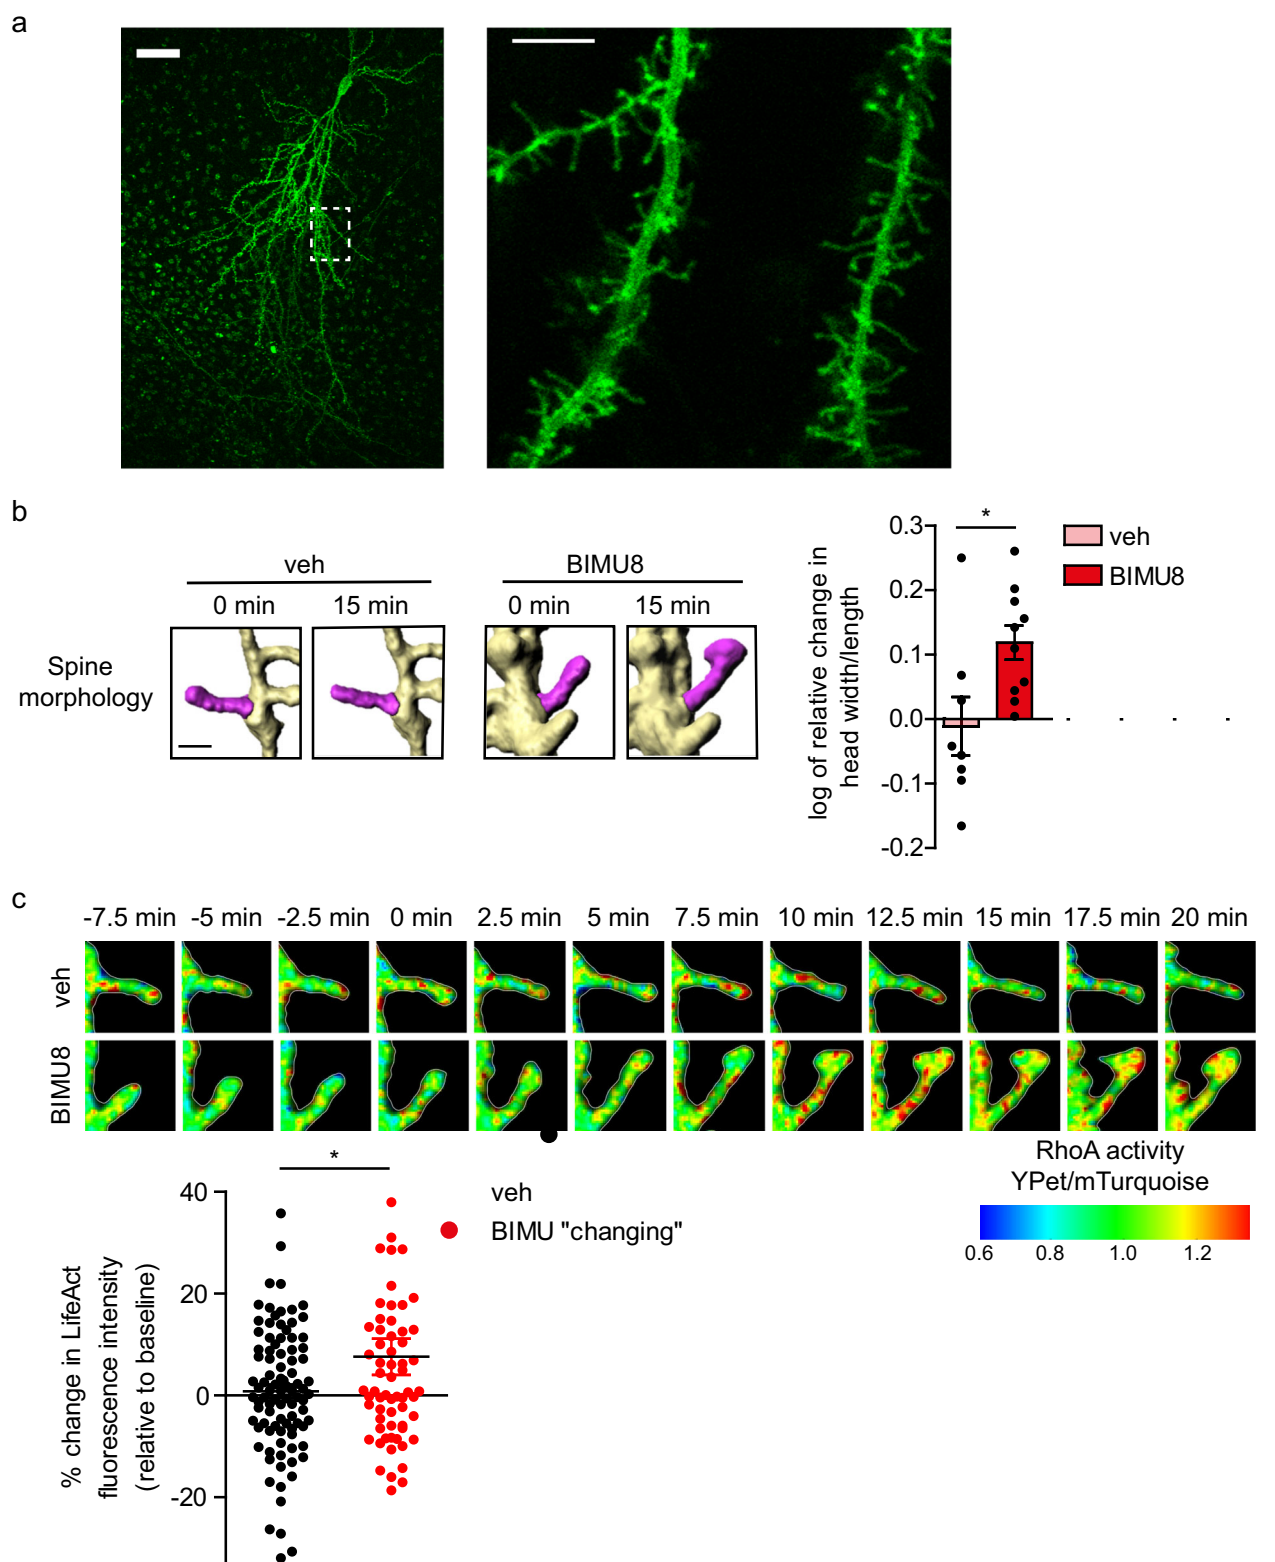 a
b
veh
BIMU8
0 min 15 min 0 min 15 min
Spine
morphology
log of relative change in
head width/length
0.3
0.2
0.1
0.0
-0.1
-0.2
*
veh
BIMU8
c
-7.5 min -5 min -2.5 min 0 min 2.5 min 5 min 7.5 min 10 min 12.5 min 15 min 17.5 min 20 min
veh
BIMU8
RhoA activity
YPet/mTurquoise
0.6 0.8 1.0 1.2
% change in LifeAct
fluorescence intensity
(relative to baseline)
40
20
0
-20
*
veh
BIMU "changing"